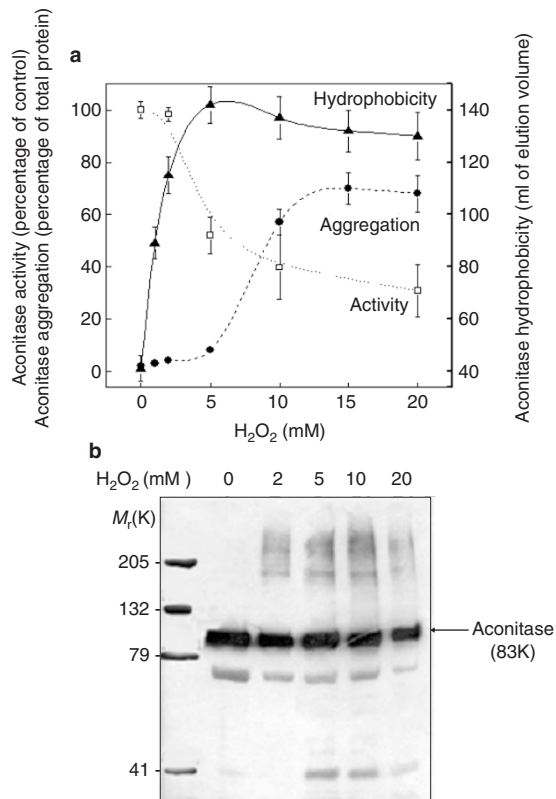 a
Aconitase activity (percentage of control)
Aconitase aggregation (percentage of total protein)
100
80
60
40
20
0
Hydrophobicity
Aggregation
Activity
140
120
100
80
60
40
Aconitase hydrophobicity (ml of elution volume)
0 5 10 15 20
H₂O₂ (mM)
b
H₂O₂ (mM) 0 2 5 10 20
Mᵣ(K)
205
132
79
41
Aconitase
(83K)